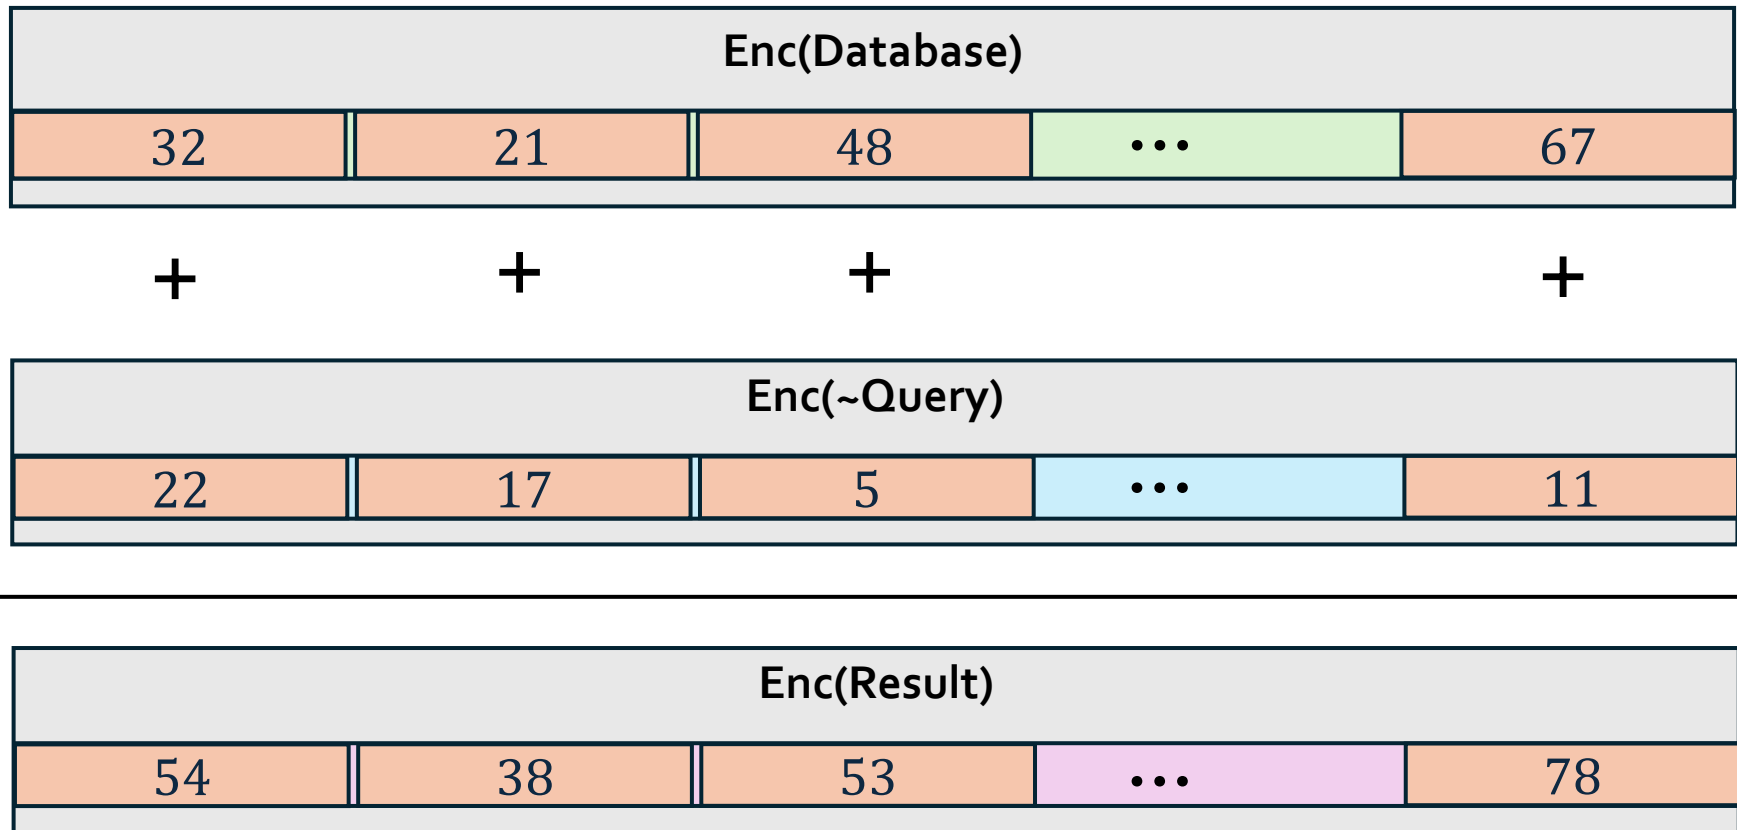 Enc(Database)
32 21 48 ... 67
+ + + +
Enc(~Query)
22 17 5 ... 11
Enc(Result)
54 38 53 ... 78